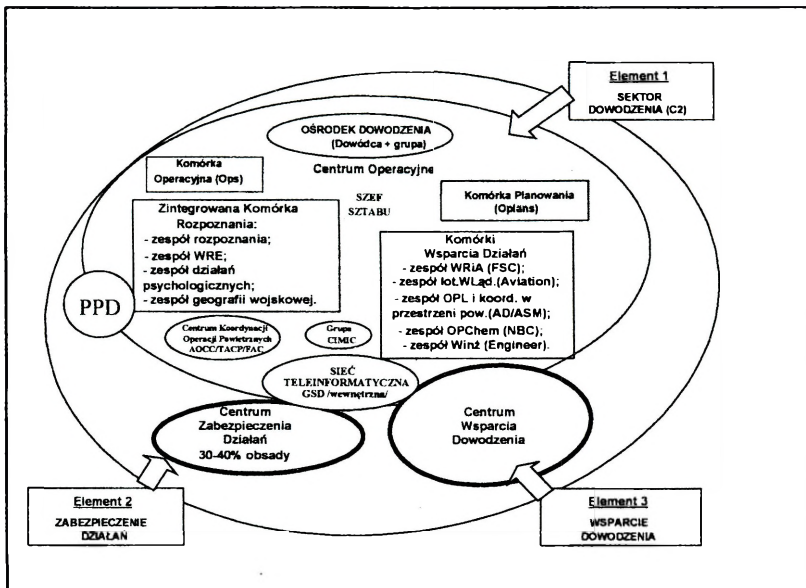 Element 1
SEKTOR
DOWODZENIA (C2)
OŚRODEK DOWODZENIA
(Dowódca + grupa)
Komórka
Operacyjna (Ops)
Centrum Operacyjne
SZEF
SZTABU
Komórka Planowania
(Oplans)
Zintegrowana Komórka
Rozpoznania:
- zespół rozpoznania;
- zespół WRE;
- zespół działań
psychologicznych;
- zespół geografii wojskowej.
Komórki
Wsparcia Działań
- zespół WRiA (FSC);
- zespół lot.WLąd.(Aviation);
- zespół OPL i koord. w
przestrzeni pow.(AD/ASM);
- zespół OPChem (NBC);
- zespół Winż (Engineer).
PPD
Centrum Koordynacji
Operacji Powietrznych
AOCC/TACP/FAC
Grupa
CIMIC
SIEĆ
TELEINFORMATYCZNA
GSD /wewnętrzna/
Centrum
Zabezpieczenia
Działań
30-40% obsady
Centrum
Wsparcia
Dowodzenia
Element 2
ZABEZPIECZENIE
DZIAŁAŃ
Element 3
WSPARCIE
DOWODZENIA